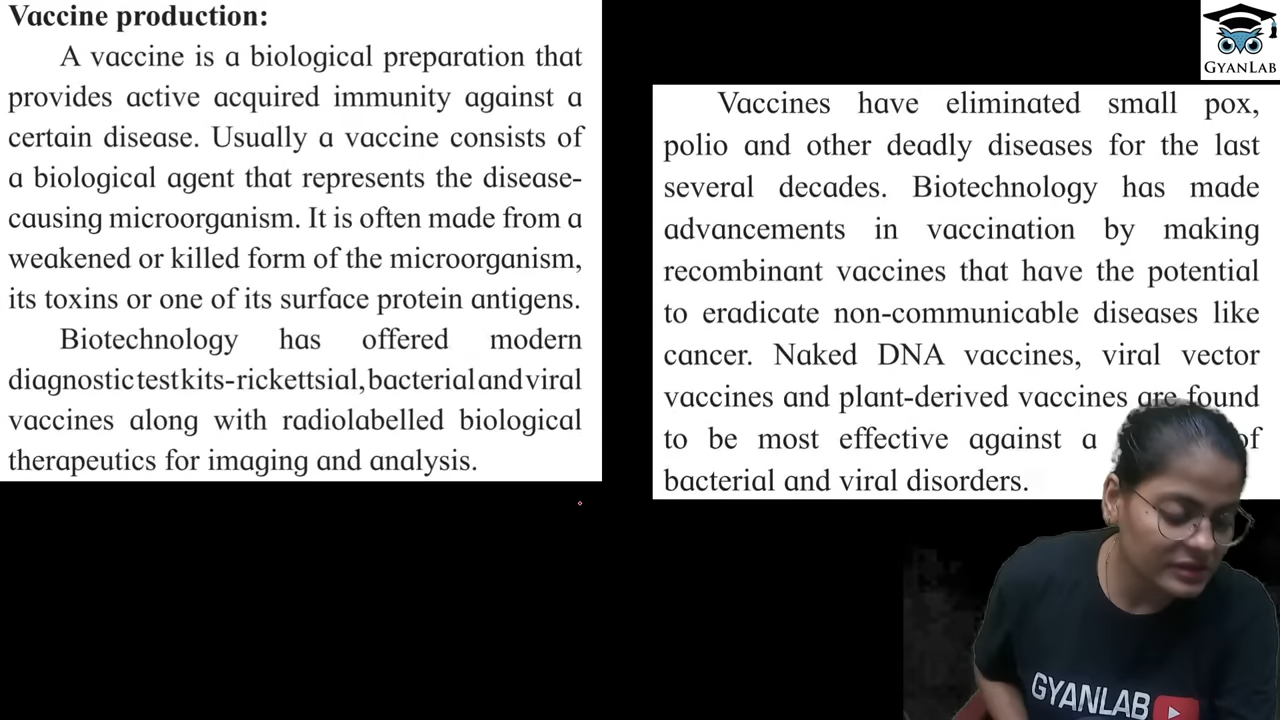 Vaccine production:
A vaccine is a biological preparation that
provides active acquired immunity against a
certain disease. Usually a vaccine consists of
a biological agent that represents the disease-
causing microorganism. It is often made from a
weakened or killed form of the microorganism,
its toxins or one of its surface protein antigens.
Biotechnology has offered modern
diagnostic test kits-rickettsial, bacterial and viral
vaccines along with radiolabelled biological
therapeutics for imaging and analysis.
GYANLAB
Vaccines have eliminated small pox,
polio and other deadly diseases for the last
several decades. Biotechnology has made
advancements in vaccination by making
recombinant vaccines that have the potential
to eradicate non-communicable diseases like
cancer. Naked DNA vaccines, viral vector
vaccines and plant-derived vaccines are found
to be most effective against a of
bacterial and viral disorders.
GYANLAB